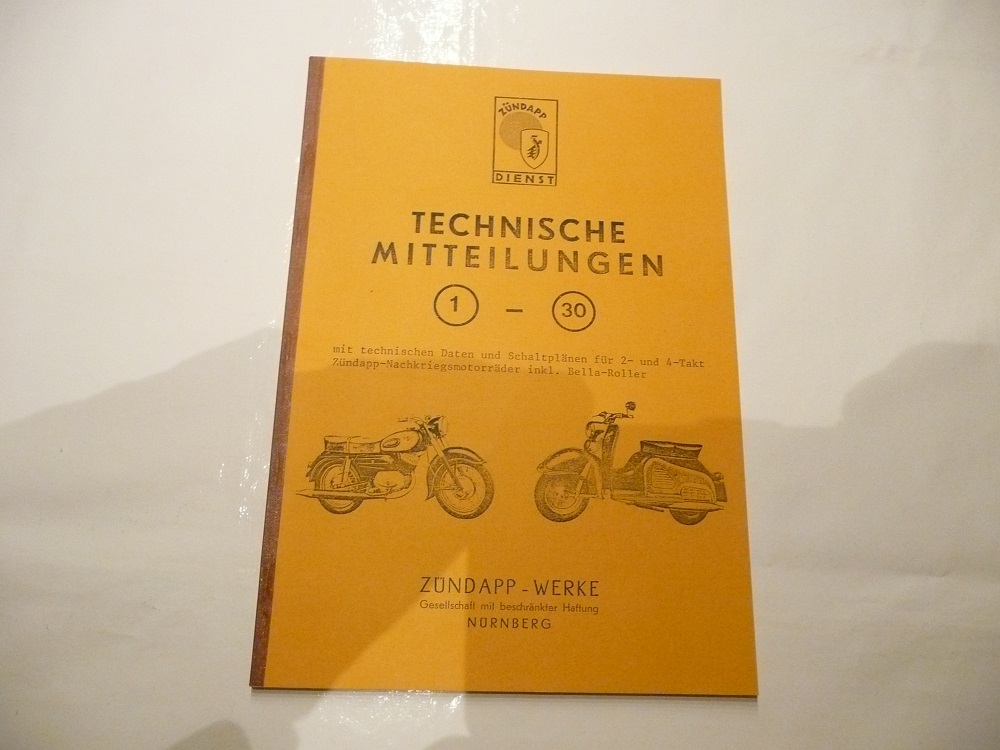 ZÜNDAPP
DIENST
TECHNISCHE
MITTEILUNGEN
1 – 30
mit technischen Daten und Schaltplänen für 2- und 4-Takt
Zündapp-Nachkriegsmotorräder inkl. Bella-Roller
ZÜNDAPP-WERKE
Gesellschaft mit beschränkter Haftung
NÜRNBERG